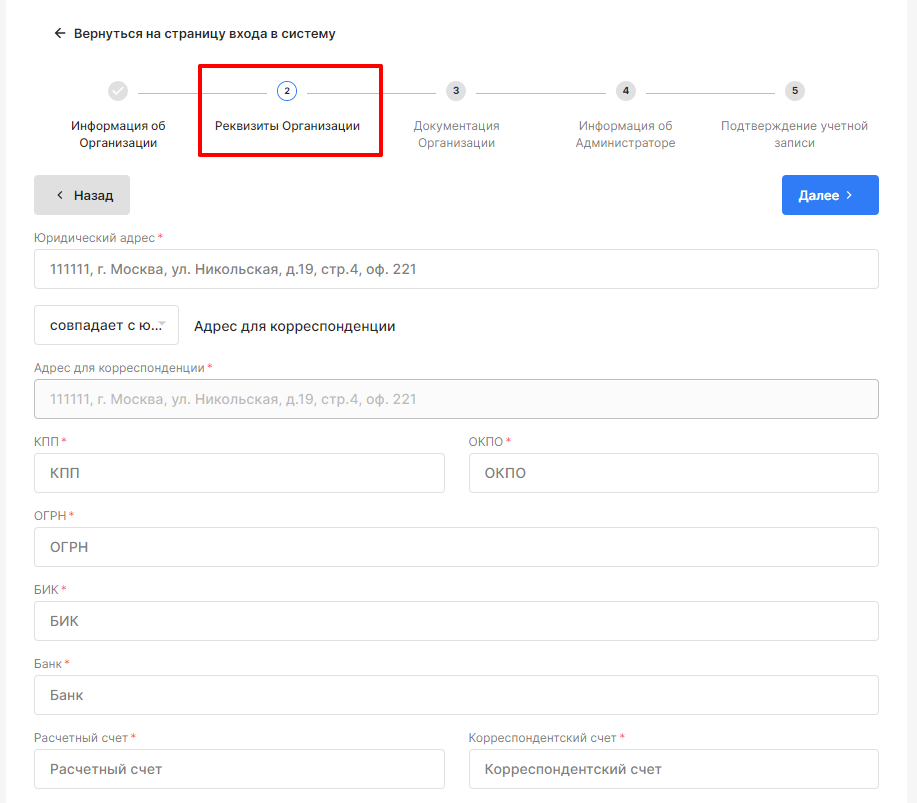 Вернуться на страницу входа в систему
2 3 4 5
Информация об Организации
Реквизиты Организации
Документация Организации
Информация об Администраторе
Подтверждение учетной записи
Назад
Далее
Юридический адрес *
111111, г. Москва, ул. Никольская, д.19, стр.4, оф. 221
совпадает с ю... Адрес для корреспонденции
Адрес для корреспонденции *
111111, г. Москва, ул. Никольская, д.19, стр.4, оф. 221
КПП * ОКПО *
КПП ОКПО
ОГРН *
ОГРН
БИК *
БИК
Банк *
Банк
Расчетный счет * Корреспондентский счет *
Расчетный счет Корреспондентский счет